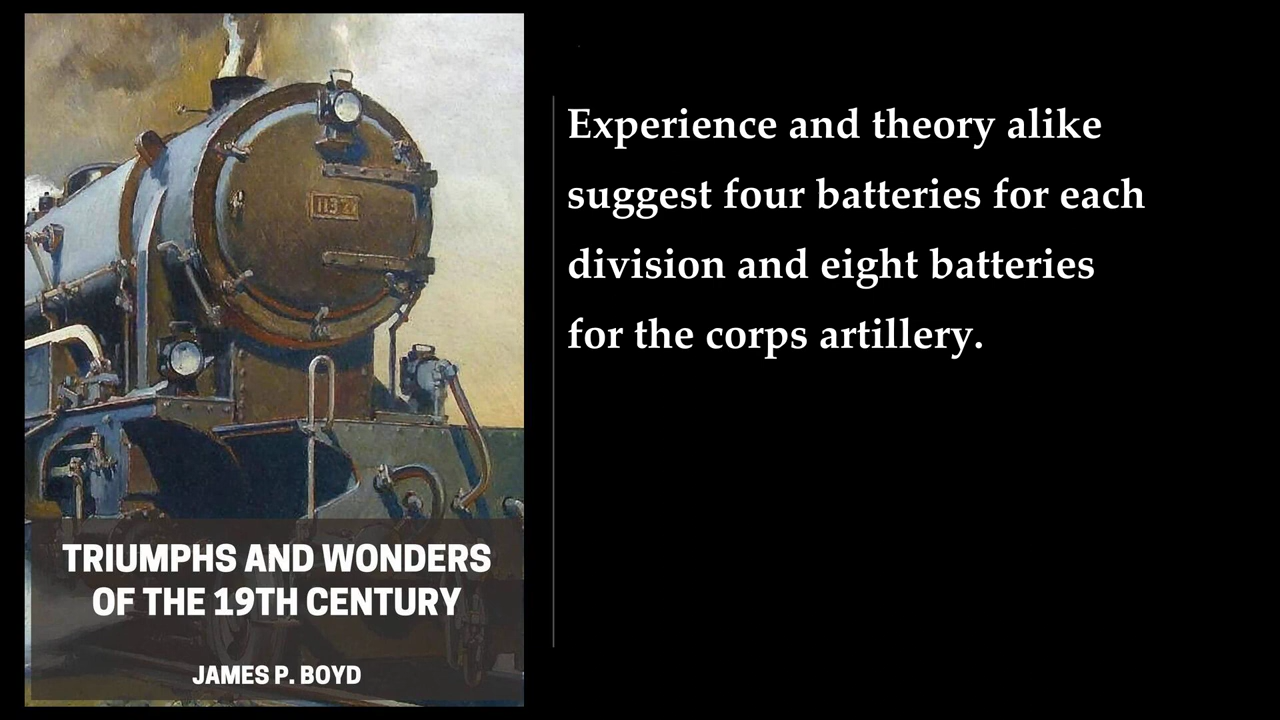 Experience and theory alike
suggest four batteries for each
division and eight batteries
for the corps artillery.
TRIUMPHS AND WONDERS
OF THE 19TH CENTURY
JAMES P. BOYD